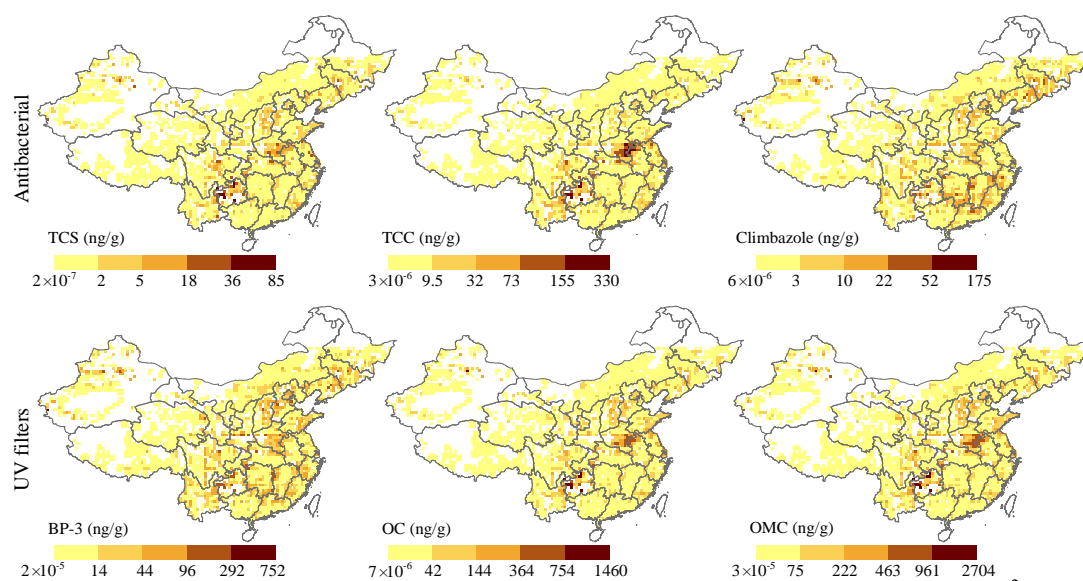 Antibacterial
TCS (ng/g)
2×10⁻⁷ 2 5 18 36 85
TCC (ng/g)
3×10⁻⁶ 9.5 32 73 155 330
Climbazole (ng/g)
6×10⁻⁶ 3 10 22 52 175
UV filters
BP-3 (ng/g)
2×10⁻⁵ 14 44 96 292 752
OC (ng/g)
7×10⁻⁶ 42 144 364 754 1460
OMC (ng/g)
3×10⁻⁵ 75 222 463 961 2704